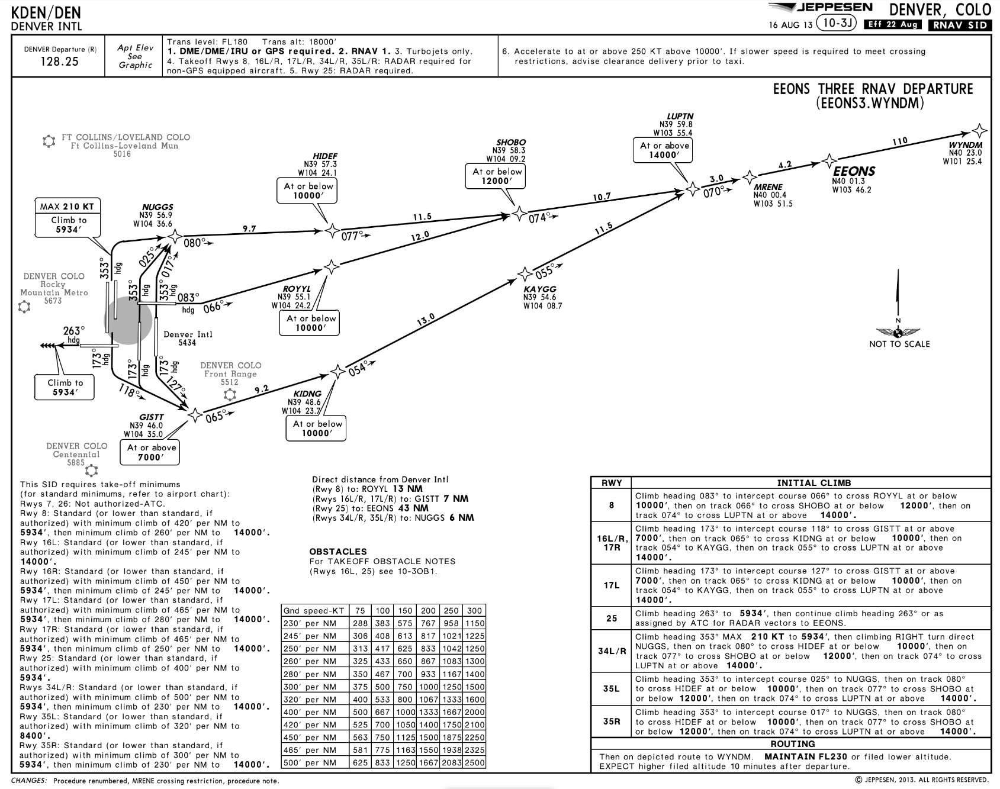 KDEN/DEN
DENVER INTL
JEPPESEN
DENVER, COLO
16 AUG 13
10-3J
Eff 22 Aug
RNAV SID
DENVER Departure (R)
128.25
Apt Elev
See
Graphic
Trans level: FL180 Trans alt: 18000'
1. DME/DME/IRU or GPS required. 2. RNAV 1. 3. Turbojets only.
4. Takeoff Rwys 8, 16L/R, 17L/R, 34L/R, 35L/R: RADAR required for
non-GPS equipped aircraft. 5. Rwy 25: RADAR required.
6. Accelerate to at or above 250 KT above 10000'. If slower speed is required to meet crossing
restrictions, advise clearance delivery prior to taxi.
EEONS THREE RNAV DEPARTURE
(EEONS3.WYNDM)
FT COLLINS/LOVELAND COLO
Ft Collins-Loveland Mun
5016
LUPTN
N39 59.8
W103 55.4
At or above
14000'
SHOBO
N39 58.3
W104 09.2
At or below
12000'
HIDEF
N39 57.3
W104 24.1
At or below
10000'
110
WYNDM
N40 23.0
W101 25.4
4.2
EEONS
N40 01.3
W103 46.2
3.0
070°
MRENE
N40 00.4
W103 51.5
10.7
074°
11.5
077°
9.7
080°
12.0
11.5
MAX 210 KT
Climb to
5934'
NUGGS
N39 56.9
W104 36.6
025°
017°
353°
hdg
353°
hdg
353°
hdg
DENVER COLO
Rocky
Mountain Metro
5673
083°
hdg
066°
ROYYL
N39 55.1
W104 24.2
At or below
10000'
055°
KAYGG
N39 54.6
W104 08.7
13.0
N
NOT TO SCALE
263°
hdg
Denver Intl
5434
173°
hdg
173°
hdg
173°
hdg
Climb to
5934'
118°
127°
DENVER COLO
Front Range
5512
9.2
054°
KIDNG
N39 48.6
W104 23.7
At or below
10000'
065°
GISTT
N39 46.0
W104 35.0
At or above
7000'
DENVER COLO
Centennial
5885
This SID requires take-off minimums
(for standard minimums, refer to airport chart):
Rwys 7, 26: Not authorized-ATC.
Rwy 8: Standard (or lower than standard, if
authorized) with minimum climb of 420' per NM to
5934', then minimum climb of 260' per NM to 14000'.
Rwy 16L: Standard (or lower than standard, if
authorized) with minimum climb of 245' per NM to
14000'.
Rwy 16R: Standard (or lower than standard, if
authorized) with minimum climb of 450' per NM to
5934', then minimum climb of 245' per NM to 14000'.
Rwy 17L: Standard (or lower than standard, if
authorized) with minimum climb of 465' per NM to
5934', then minimum climb of 280' per NM to 14000'.
Rwy 17R: Standard (or lower than standard, if
authorized) with minimum climb of 465' per NM to
5934', then minimum climb of 250' per NM to 14000'.
Rwy 25: Standard (or lower than standard, if
authorized) with minimum climb of 400' per NM to
5934'.
Rwys 34L/R: Standard (or lower than standard, if
authorized) with minimum climb of 500' per NM to
5934', then minimum climb of 230' per NM to 14000'.
Rwy 35L: Standard (or lower than standard, if
authorized) with minimum climb of 320' per NM to
8400'.
Rwy 35R: Standard (or lower than standard, if
authorized) with minimum climb of 300' per NM to
5934', then minimum climb of 230' per NM to 14000'.
Direct distance from Denver Intl
(Rwy 8) to: ROYYL 13 NM
(Rwys 16L/R, 17L/R) to: GISTT 7 NM
(Rwy 25) to: EEONS 43 NM
(Rwys 34L/R, 35L/R) to: NUGGS 6 NM
OBSTACLES
For TAKEOFF OBSTACLE NOTES
(Rwys 16L, 25) see 10-3OB1.
Gnd speed-KT 75 100 150 200 250 300
230' per NM 288 383 575 767 958 1150
245' per NM 306 408 613 817 1021 1225
250' per NM 313 417 625 833 1042 1250
260' per NM 325 433 650 867 1083 1300
280' per NM 350 467 700 933 1167 1400
300' per NM 375 500 750 1000 1250 1500
320' per NM 400 533 800 1067 1333 1600
400' per NM 500 667 1000 1333 1667 2000
420' per NM 525 700 1050 1400 1750 2100
450' per NM 563 750 1125 1500 1875 2250
465' per NM 581 775 1163 1550 1938 2325
500' per NM 625 833 1250 1667 2083 2500
RWY INITIAL CLIMB
8
Climb heading 083° to intercept course 066° to cross ROYYL at or below
10000', then on track 066° to cross SHOBO at or below 12000', then on
track 074° to cross LUPTN at or above 14000'.
16L/R,
17R
Climb heading 173° to intercept course 118° to cross GISTT at or above
7000', then on track 065° to cross KIDNG at or below 10000', then on
track 054° to KAYGG, then on track 055° to cross LUPTN at or above
14000'.
17L
Climb heading 173° to intercept course 127° to cross GISTT at or above
7000', then on track 065° to cross KIDNG at or below 10000', then on
track 054° to KAYGG, then on track 055° to cross LUPTN at or above
14000'.
25
Climb heading 263° to 5934', then continue climb heading 263° or as
assigned by ATC for RADAR vectors to EEONS.
34L/R
Climb heading 353° MAX 210 KT to 5934', then climbing RIGHT turn direct
NUGGS, then on track 080° to cross HIDEF at or below 10000', then on
track 077° to cross SHOBO at or below 12000', then on track 074° to cross
LUPTN at or above 14000'.
35L
Climb heading 353° to intercept course 025° to NUGGS, then on track 080°
to cross HIDEF at or below 10000', then on track 077° to cross SHOBO at
or below 12000', then on track 074° to cross LUPTN at or above 14000'.
35R
Climb heading 353° to intercept course 017° to NUGGS, then on track 080°
to cross HIDEF at or below 10000', then on track 077° to cross SHOBO at
or below 12000', then on track 074° to cross LUPTN at or above 14000'.
ROUTING
Then on depicted route to WYNDM. MAINTAIN FL230 or filed lower altitude.
EXPECT higher filed altitude 10 minutes after departure.
CHANGES: Procedure renumbered, MRENE crossing restriction, procedure note.
© JEPPESEN, 2013. ALL RIGHTS RESERVED.